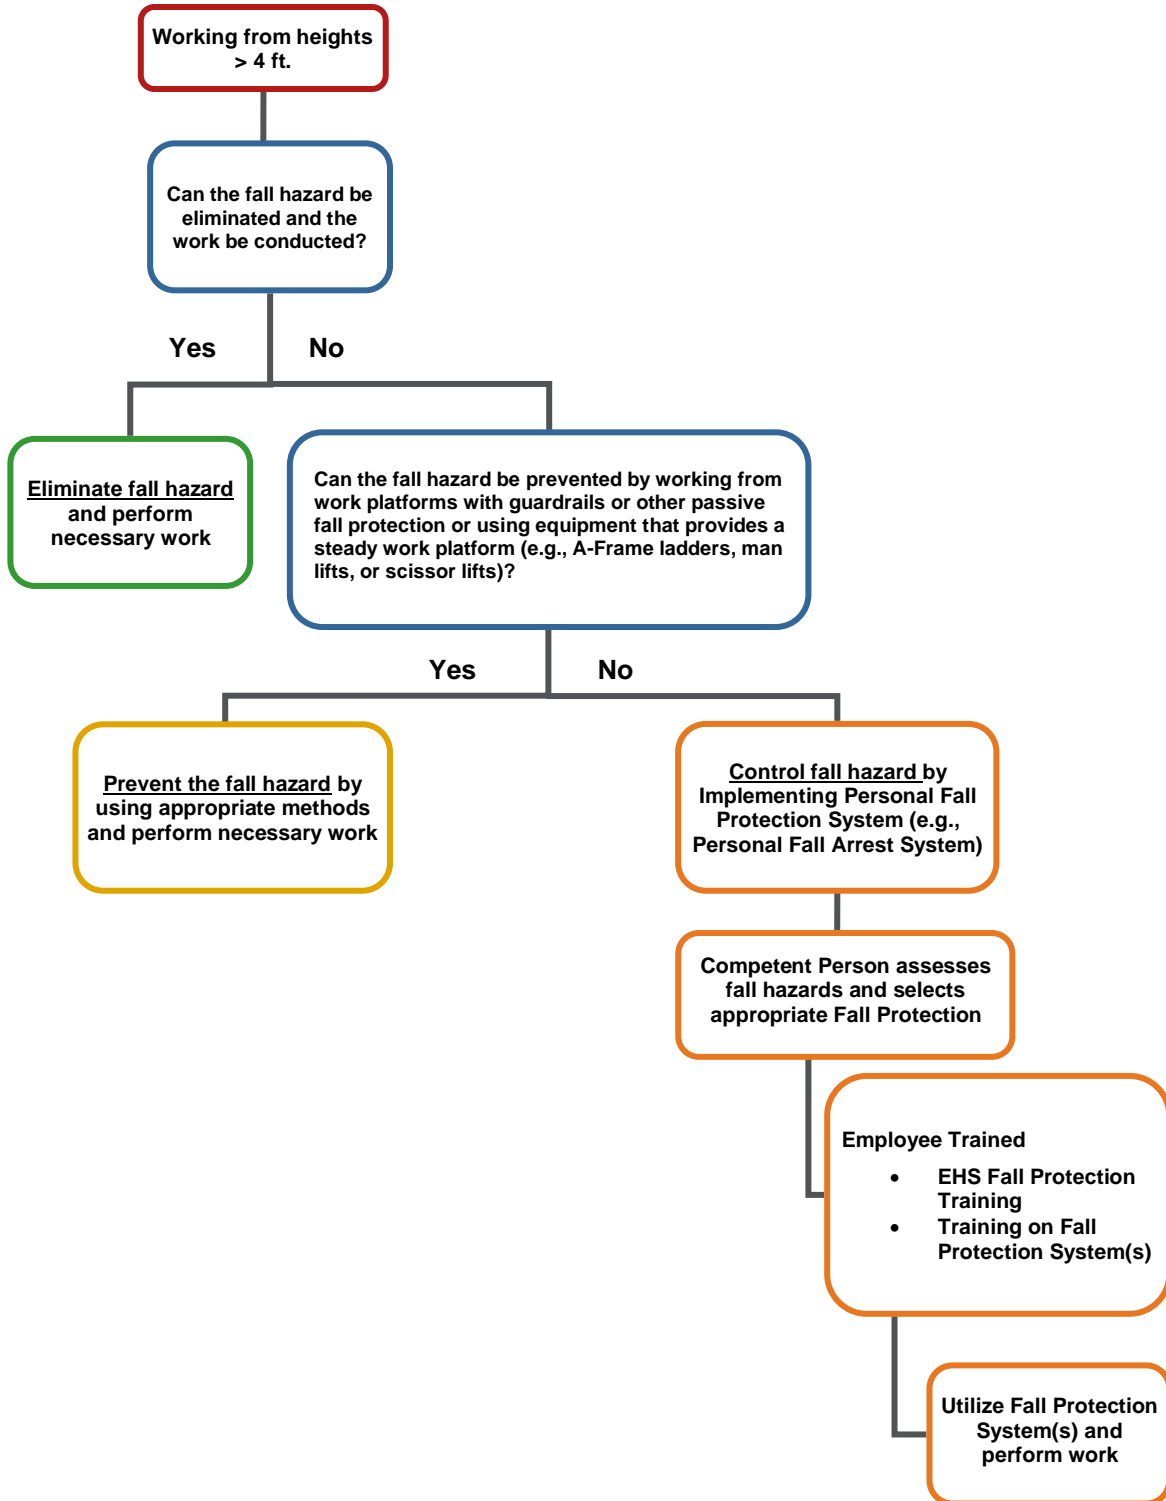 Working from heights
> 4 ft.
Can the fall hazard be
eliminated and the
work be conducted?
Yes
No
Eliminate fall hazard
and perform
necessary work
Can the fall hazard be prevented by working from
work platforms with guardrails or other passive
fall protection or using equipment that provides a
steady work platform (e.g., A-Frame ladders, man
lifts, or scissor lifts)?
Yes
No
Prevent the fall hazard by
using appropriate methods
and perform necessary work
Control fall hazard by
Implementing Personal Fall
Protection System (e.g.,
Personal Fall Arrest System)
Competent Person assesses
fall hazards and selects
appropriate Fall Protection
Employee Trained
• EHS Fall Protection
Training
• Training on Fall
Protection System(s)
Utilize Fall Protection
System(s) and
perform work